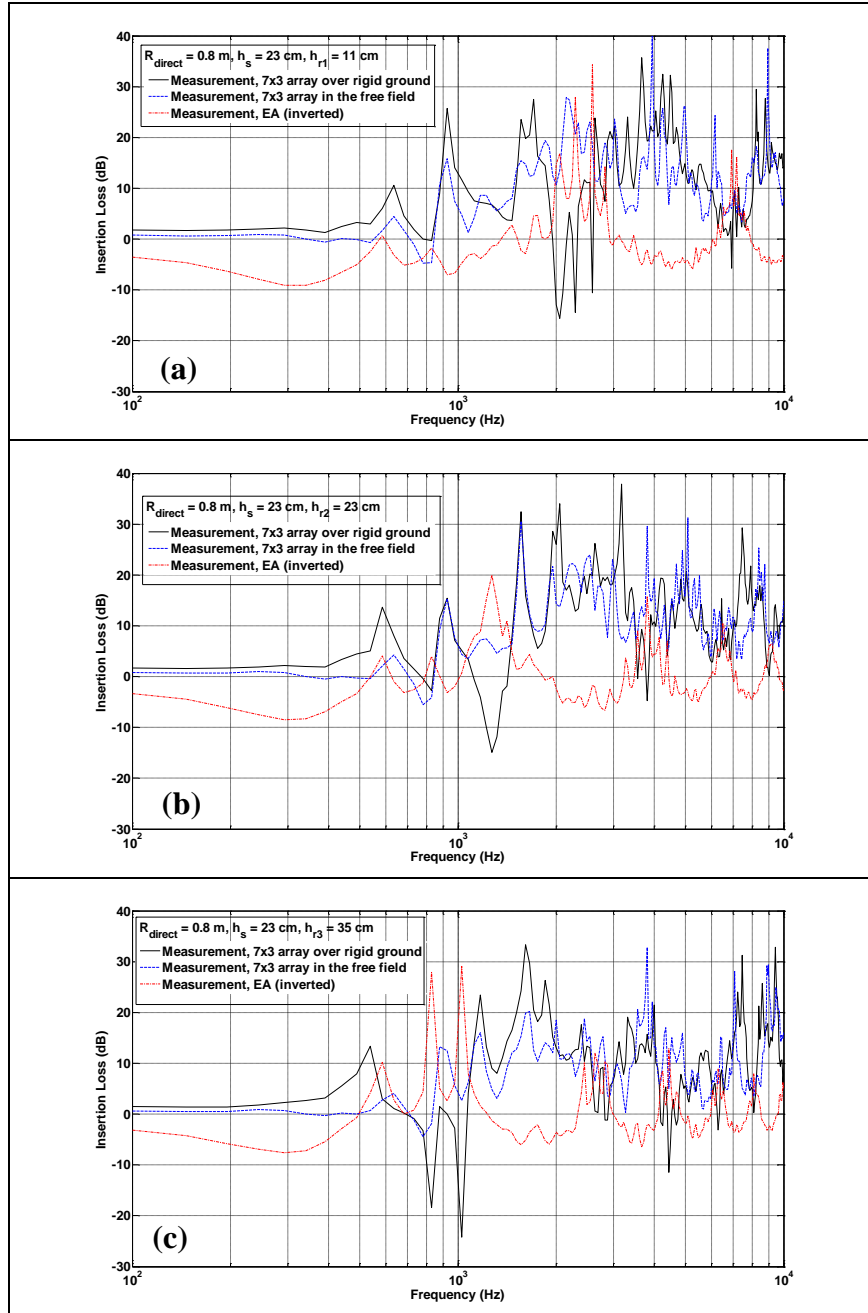 40
30
20
10
0
-10
-20
-30
Insertion Loss (dB)
R_direct = 0.8 m, h_s = 23 cm, h_r1 = 11 cm
Measurement, 7x3 array over rigid ground
Measurement, 7x3 array in the free field
Measurement, EA (inverted)
(a)
10^2
10^3
10^4
Frequency (Hz)
40
30
20
10
0
-10
-20
-30
Insertion Loss (dB)
R_direct = 0.8 m, h_s = 23 cm, h_r2 = 23 cm
Measurement, 7x3 array over rigid ground
Measurement, 7x3 array in the free field
Measurement, EA (inverted)
(b)
10^2
10^3
10^4
Frequency (Hz)
40
30
20
10
0
-10
-20
-30
Insertion Loss (dB)
R_direct = 0.8 m, h_s = 23 cm, h_r3 = 35 cm
Measurement, 7x3 array over rigid ground
Measurement, 7x3 array in the free field
Measurement, EA (inverted)
(c)
10^2
10^3
10^4
Frequency (Hz)